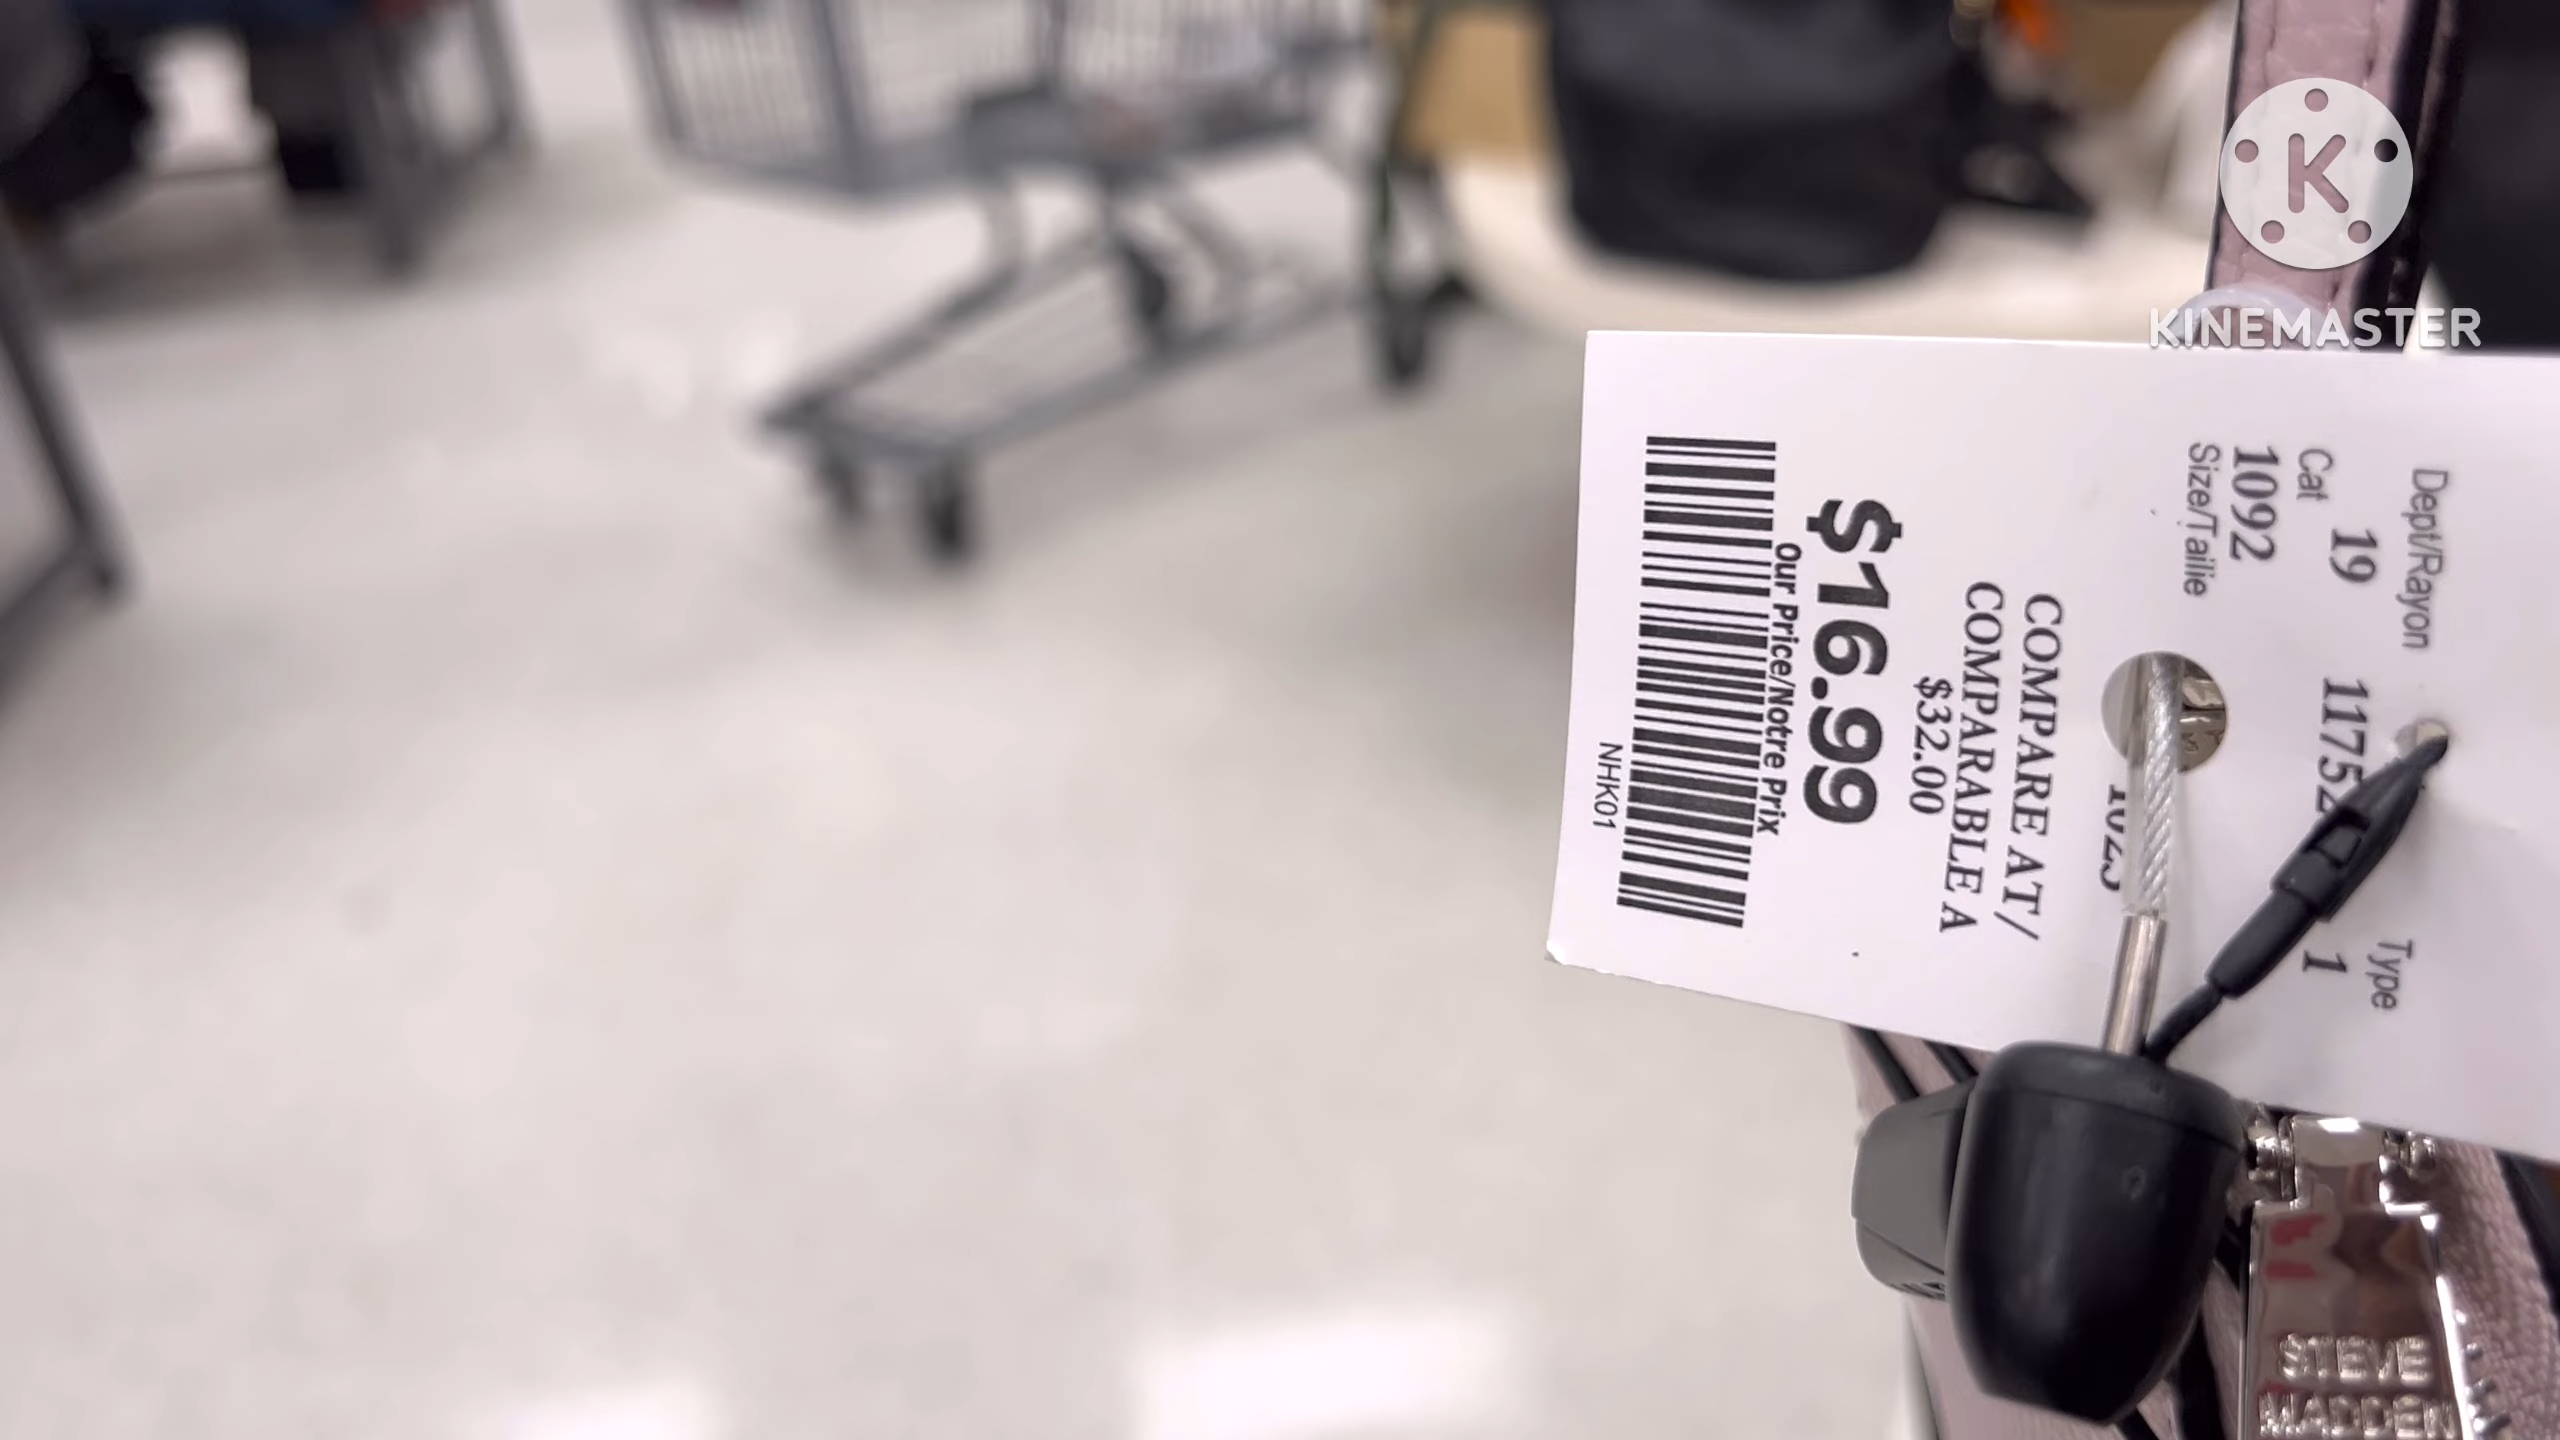 K
KINEMASTER
Dept/Rayon
Type
19
1
Cat
1092
Size/Tailie
COMPARE AT/
COMPARABLE A
$32.00
$16.99
Our Price/Notre Prix
NHK01
STEVE
MADDEN